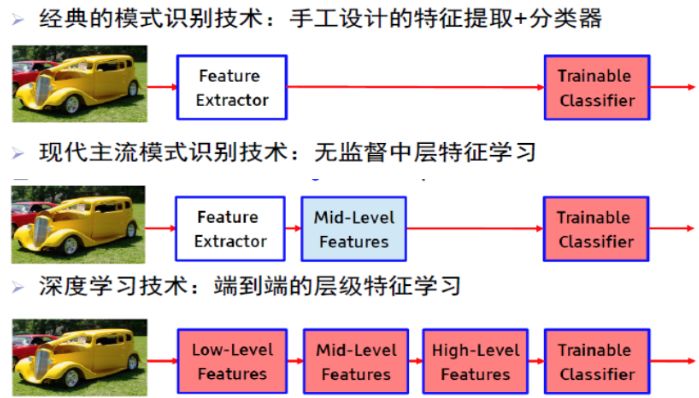 经典的模式识别技术：手工设计的特征提取+分类器
Feature
Extractor
Trainable
Classifier
现代主流模式识别技术：无监督中层特征学习
Feature
Extractor
Mid-Level
Features
Trainable
Classifier
深度学习技术：端到端的层级特征学习
Low-Level
Features
Mid-Level
Features
High-Level
Features
Trainable
Classifier